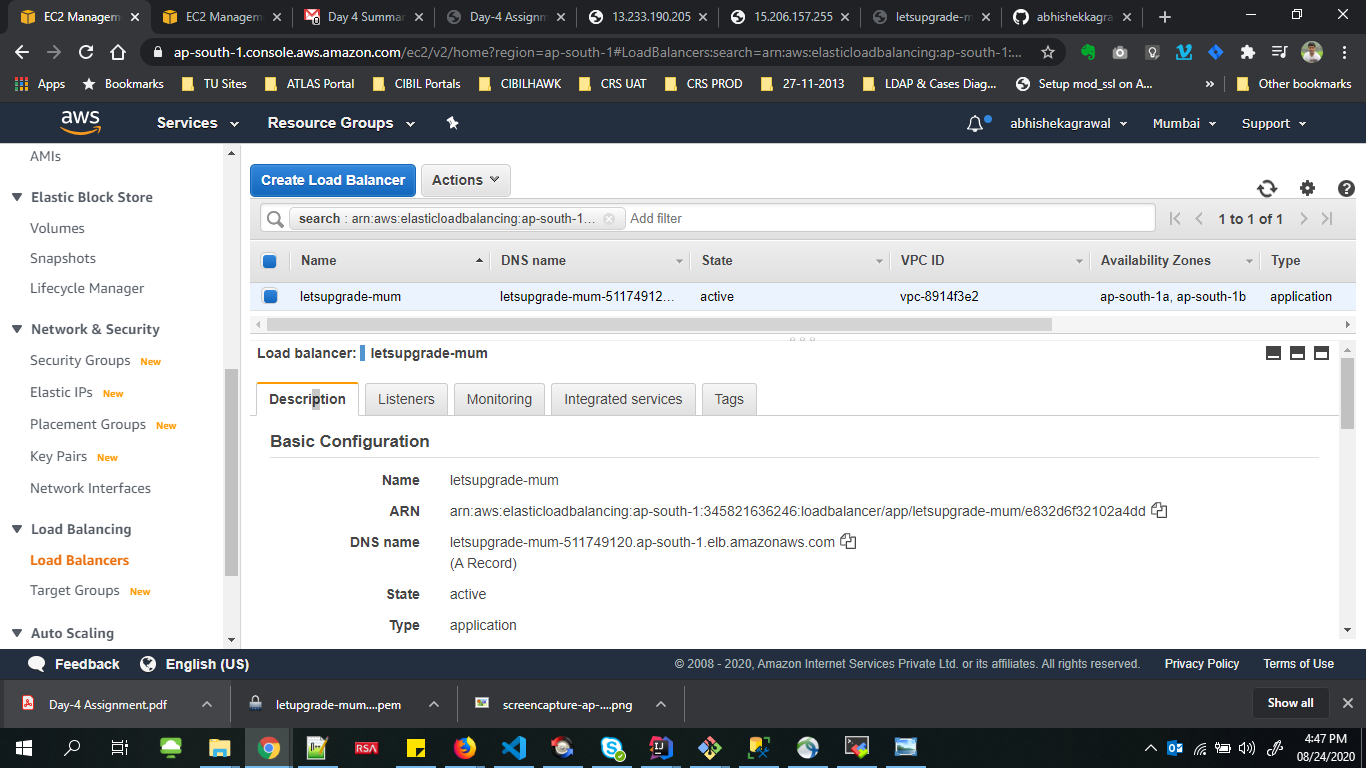 EC2 Managem
EC2 Managem
Day 4 Summar
Day-4 Assignm
13.233.190.205
15.206.157.255
letsupgrade-m
abhishekkagra
ap-south-1.console.aws.amazon.com/ec2/v2/home?region=ap-south-1#LoadBalancers:search=arn:aws:elasticloadbalancing:ap-south-1:...
Apps
Bookmarks
TU Sites
ATLAS Portal
CIBIL Portals
CIBILHAWK
CRS UAT
CRS PROD
27-11-2013
LDAP & Cases Diag...
Setup mod_ssl on A...
»
Other bookmarks
aws
Services
Resource Groups
abhishekagrawal
Mumbai
Support
AMIs
Elastic Block Store
Volumes
Snapshots
Lifecycle Manager
Network & Security
Security Groups New
Elastic IPs New
Placement Groups New
Key Pairs New
Network Interfaces
Load Balancing
Load Balancers
Target Groups New
Auto Scaling
Create Load Balancer
Actions
search : arn:aws:elasticloadbalancing:ap-south-1...
Add filter
1 to 1 of 1
Name DNS name State VPC ID Availability Zones Type
letsupgrade-mum letsupgrade-mum-51174912... active vpc-8914f3e2 ap-south-1a, ap-south-1b application
Load balancer: letsupgrade-mum
Description
Listeners
Monitoring
Integrated services
Tags
Basic Configuration
Name letsupgrade-mum
ARN arn:aws:elasticloadbalancing:ap-south-1:345821636246:loadbalancer/app/letsupgrade-mum/e832d6f32102a4dd
DNS name letsupgrade-mum-511749120.ap-south-1.elb.amazonaws.com
(A Record)
State active
Type application
Feedback
English (US)
© 2008 - 2020, Amazon Internet Services Private Ltd. or its affiliates. All rights reserved.
Privacy Policy
Terms of Use
Day-4 Assignment.pdf
letupgrade-mum....pem
screencapture-ap-....png
Show all
RSA
4:47 PM
08/24/2020